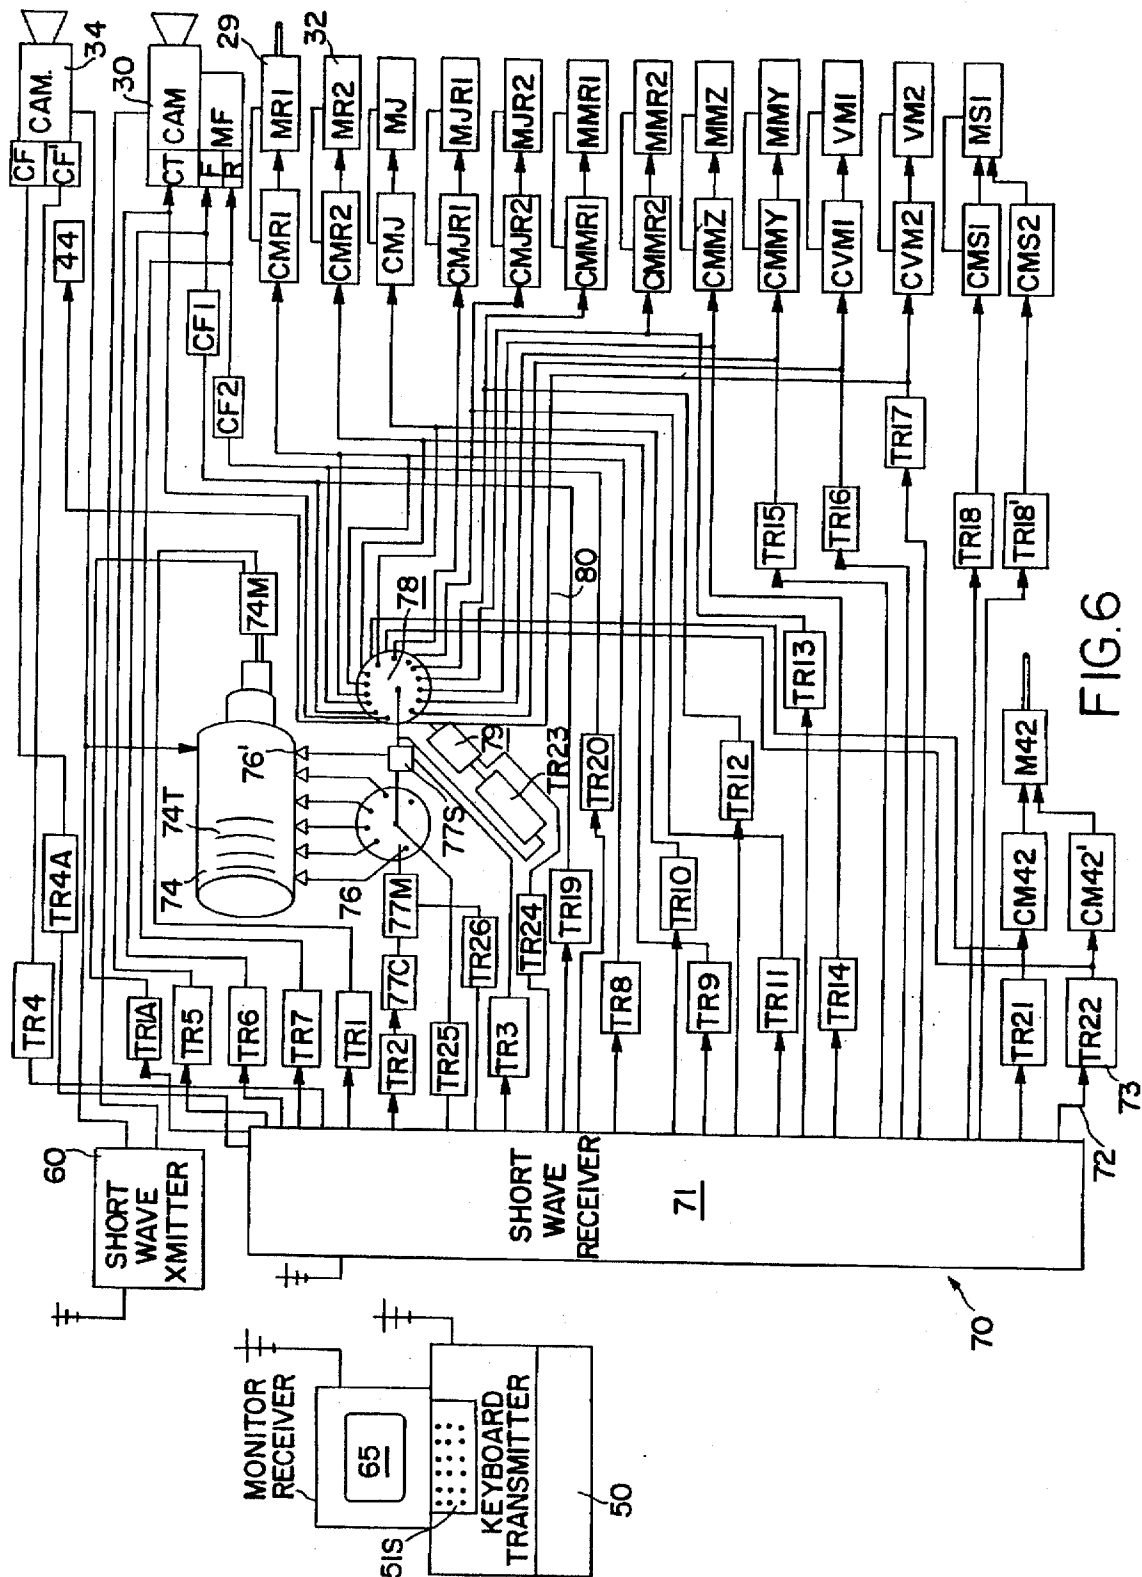 34
CAM.
CF
CF'
44
30
CAM
CT
MF
F
R
CF1
CF2
29
MR1
CMR1
32
MR2
CMR2
MJ
CMJ
MJR1
CMJR1
MJR2
CMJR2
MMR1
CMMR1
MMR2
CMMR2
MMZ
CMMZ
MMY
CMMY
VM1
CVM1
VM2
CVM2
MS1
CMS1
CMS2
TR15
TR16
TR17
TR18
TR18'
80
78
74M
76'
74T
74
76
77S
79
TR23
TR20
TR12
TR13
TR4A
TR4
77M
77C
TR26
TR24
TR19
TR10
M42
CM42
CM42'
TR1A
TR5
TR6
TR7
TR1
TR2
TR25
TR3
TR8
TR9
TR11
TR14
TR21
TR22
73
72
60
SHORT
WAVE
XMITTER
SHORT
WAVE
RECEIVER
71
70
MONITOR
RECEIVER
65
51S
KEYBOARD
TRANSMITTER
50
FIG.6